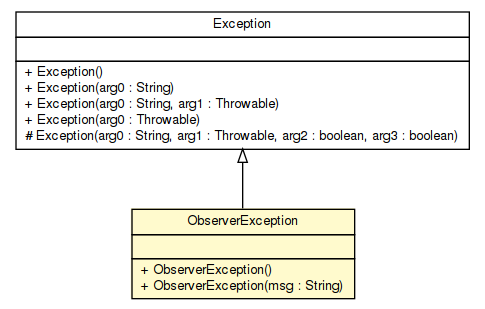 Exception
+ Exception()
+ Exception(arg0 : String)
+ Exception(arg0 : String, arg1 : Throwable)
+ Exception(arg0 : Throwable)
# Exception(arg0 : String, arg1 : Throwable, arg2 : boolean, arg3 : boolean)
ObserverException
+ ObserverException()
+ ObserverException(msg : String)